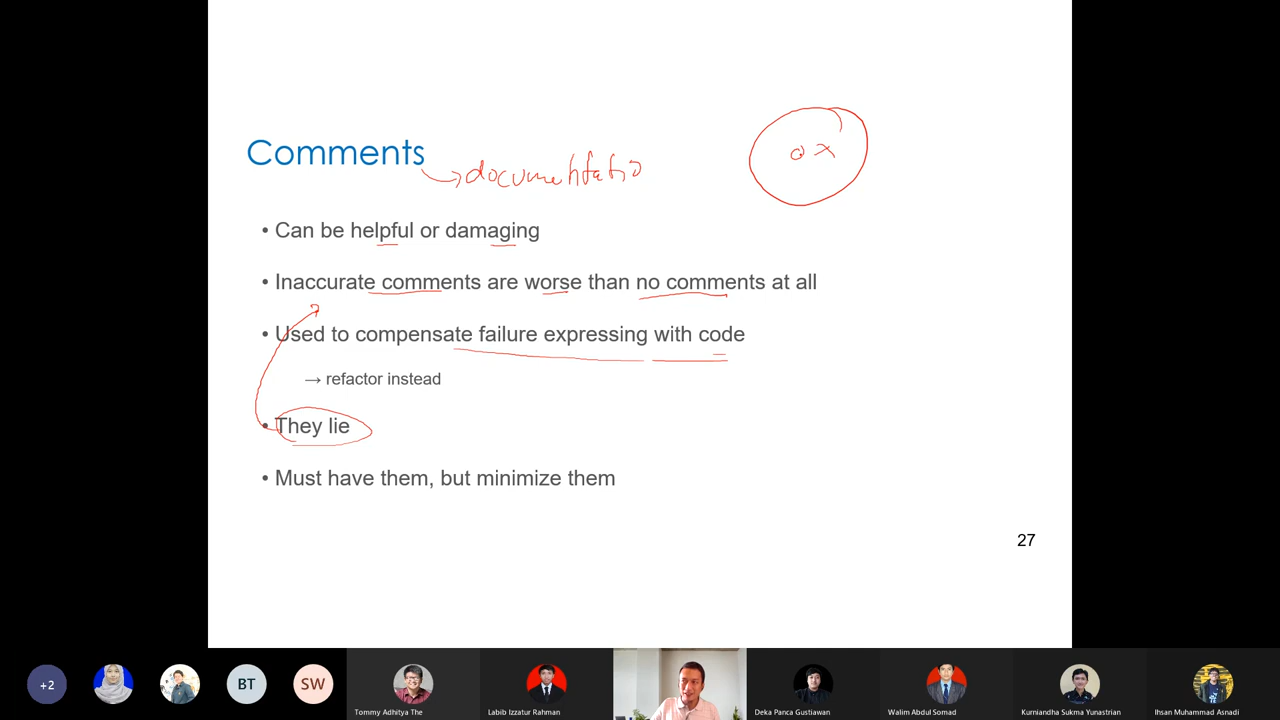 Comments
documentatio
• Can be helpful or damaging
• Inaccurate comments are worse than no comments at all
• Used to compensate failure expressing with code
→ refactor instead
• They lie
• Must have them, but minimize them
27
+2
BT
SW
Tommy Adhitya The
Labib Izzatur Rahman
Deka Panca Gustiawan
Walim Abdul Somad
Kurniandha Sukma Yunastrian
Ihsan Muhammad Asnadi